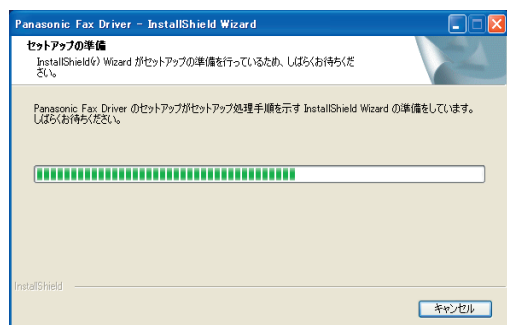 Panasonic Fax Driver - InstallShield Wizard
セットアップの準備
InstallShield(r) Wizard がセットアップの準備を行っているため、しばらくお待ちくだ
さい。
Panasonic Fax Driver のセットアップがセットアップ処理手順を示す InstallShield Wizard の準備をしています。
しばらくお待ちください。
InstallShield
キャンセル